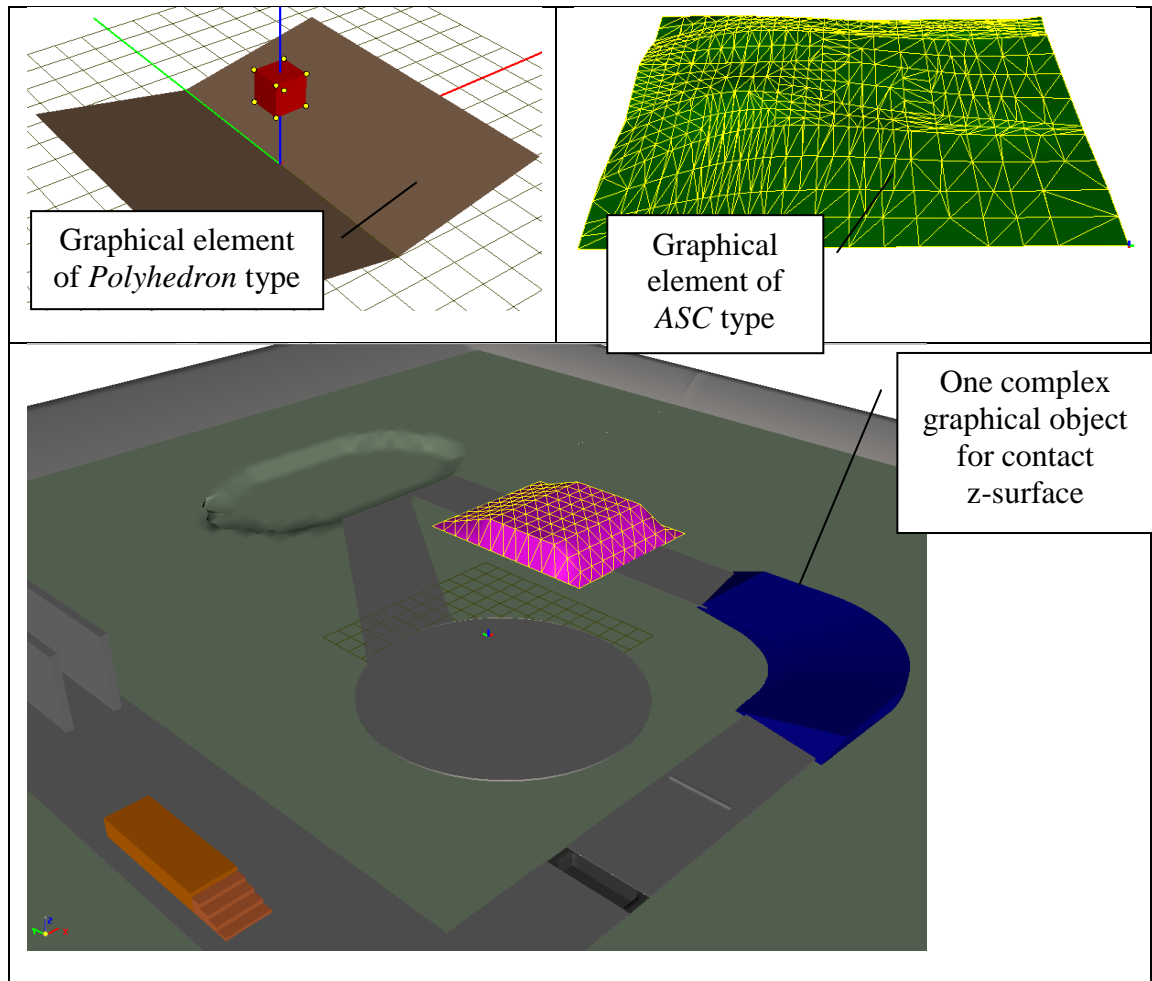 Graphical element
of Polyhedron type
Graphical
element of
ASC type
One complex
graphical object
for contact
z-surface